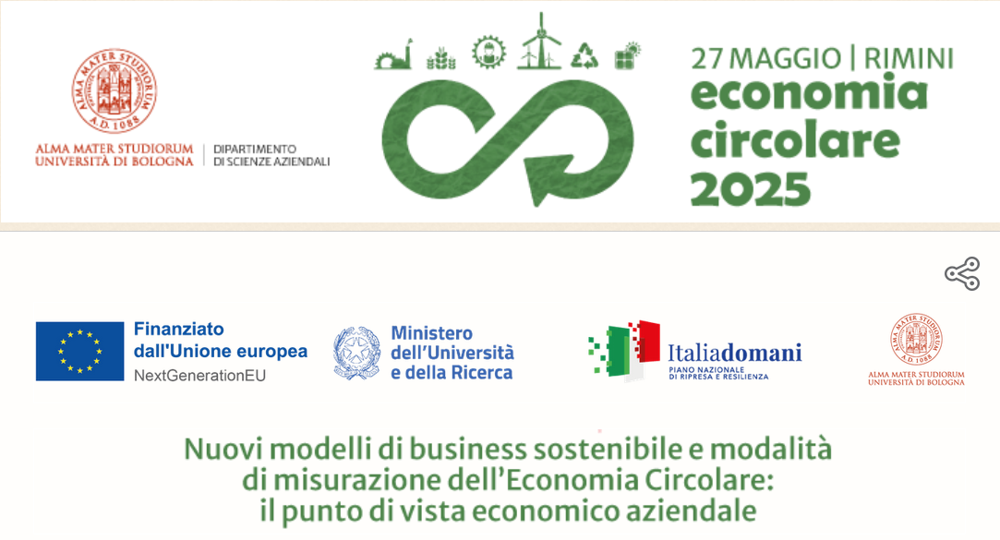 ALMA MATER STUDIORUM
A.D. 1088
ALMA MATER STUDIORUM
UNIVERSITÀ DI BOLOGNA
DIPARTIMENTO
DI SCIENZE AZIENDALI
27 MAGGIO | RIMINI
economia
circolare
2025
Finanziato
dall'Unione europea
NextGenerationEU
Ministero
dell'Università
e della Ricerca
Italiadomani
PIANO NAZIONALE
DI RIPRESA E RESILIENZA
ALMA MATER STUDIORUM
A.D. 1088
ALMA MATER STUDIORUM
UNIVERSITÀ DI BOLOGNA
Nuovi modelli di business sostenibile e modalità
di misurazione dell'Economia Circolare:
il punto di vista economico aziendale